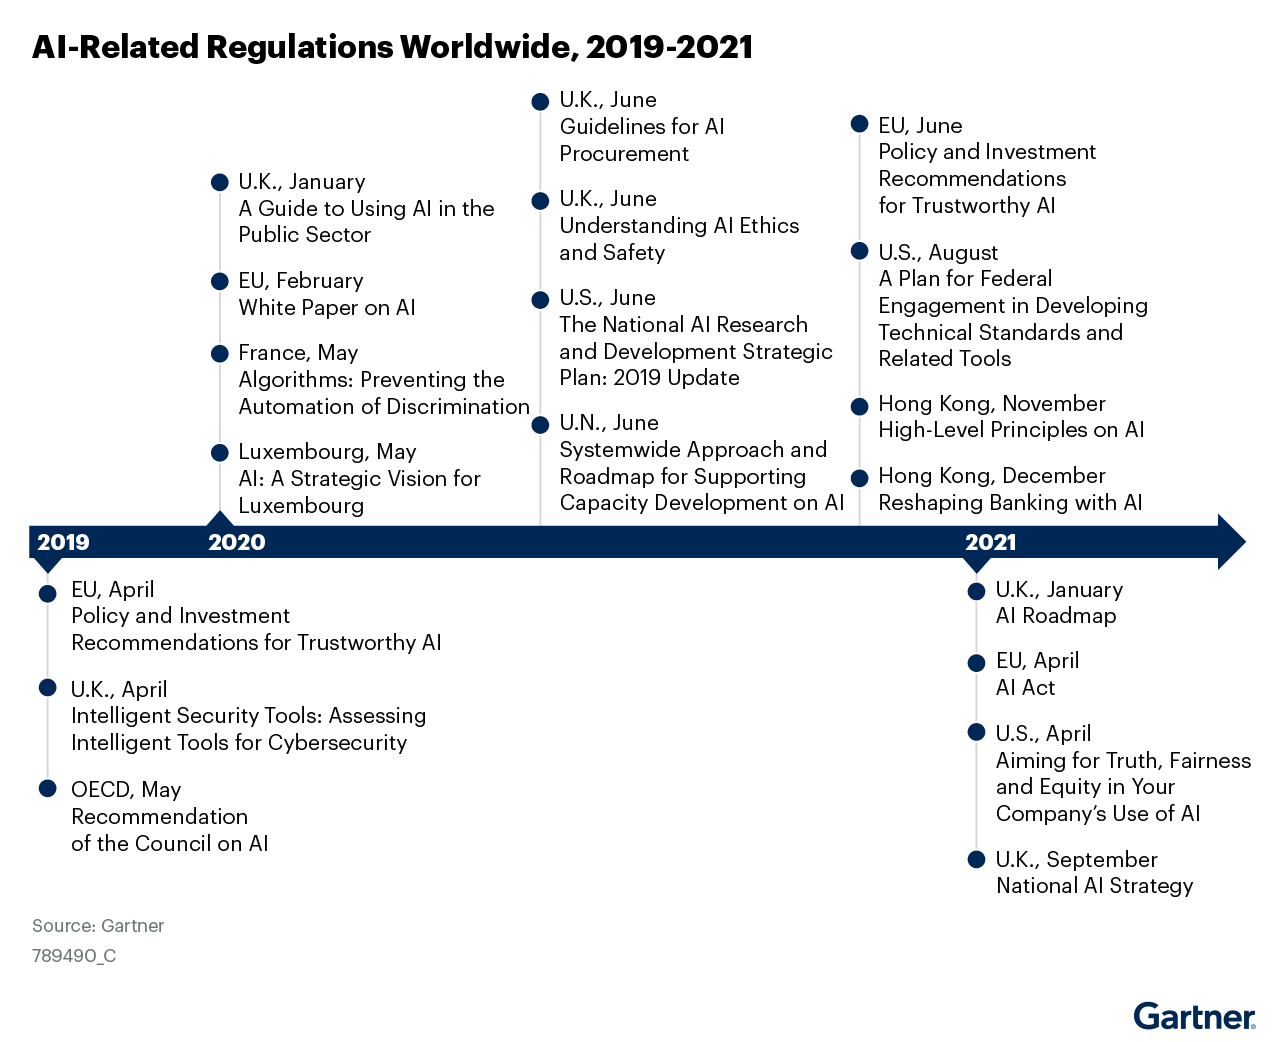 AI-Related Regulations Worldwide, 2019-2021
U.K., January
A Guide to Using AI in the
Public Sector
EU, February
White Paper on AI
France, May
Algorithms: Preventing the
Automation of Discrimination
Luxembourg, May
AI: A Strategic Vision for
Luxembourg
U.K., June
Guidelines for AI
Procurement
U.K., June
Understanding AI Ethics
and Safety
U.S., June
The National AI Research
and Development Strategic
Plan: 2019 Update
U.N., June
Systemwide Approach and
Roadmap for Supporting
Capacity Development on AI
EU, June
Policy and Investment
Recommendations
for Trustworthy AI
U.S., August
A Plan for Federal
Engagement in Developing
Technical Standards and
Related Tools
Hong Kong, November
High-Level Principles on AI
Hong Kong, December
Reshaping Banking with AI
2019
2020
2021
EU, April
Policy and Investment
Recommendations for Trustworthy AI
U.K., April
Intelligent Security Tools: Assessing
Intelligent Tools for Cybersecurity
OECD, May
Recommendation
of the Council on AI
U.K., January
AI Roadmap
EU, April
AI Act
U.S., April
Aiming for Truth, Fairness
and Equity in Your
Company’s Use of AI
U.K., September
National AI Strategy
Source: Gartner
789490_C
Gartner®